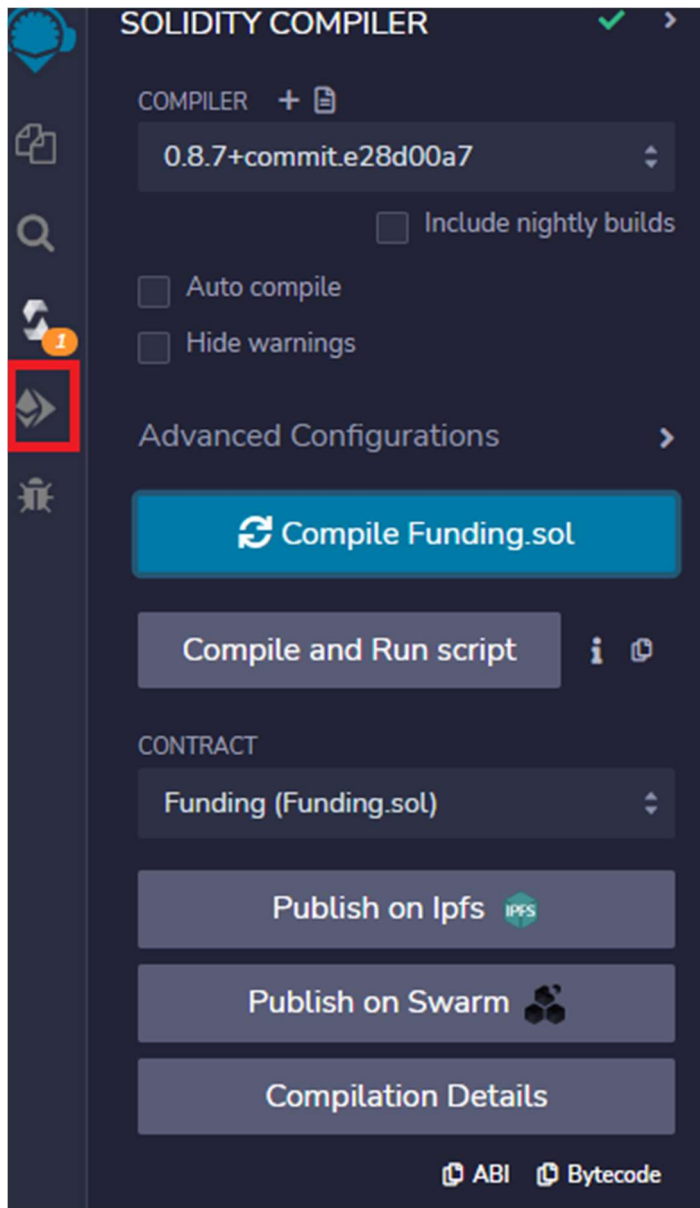 SOLIDITY COMPILER
COMPILER
0.8.7+commit.e28d00a7
Include nightly builds
Auto compile
Hide warnings
1
Advanced Configurations
Compile Funding.sol
Compile and Run script
CONTRACT
Funding (Funding.sol)
Publish on Ipfs IPFS
Publish on Swarm
Compilation Details
ABI Bytecode